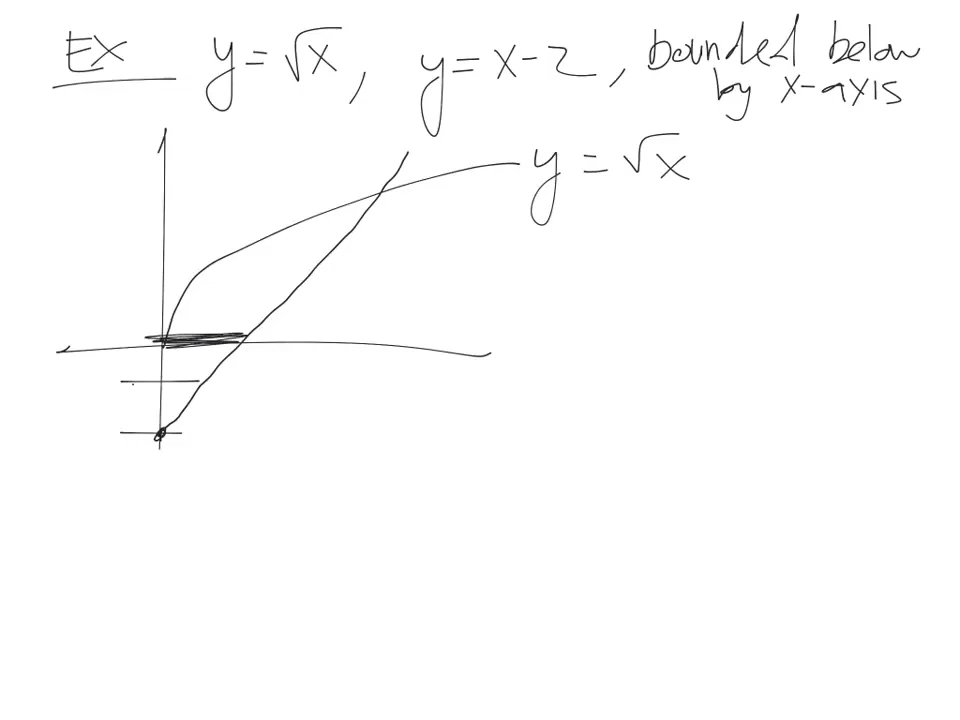 EX y = √x, y = x - 2, bounded below
by x-axis
y = √x